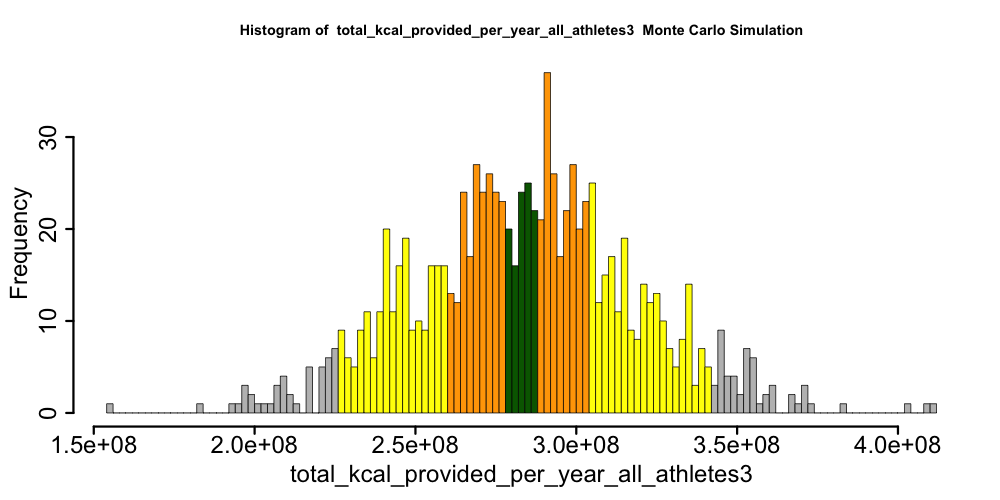 Histogram of  total_kcal_provided_per_year_all_athletes3  Monte Carlo Simulation
Frequency
30
20
10
0
1.5e+08 2.0e+08 2.5e+08 3.0e+08 3.5e+08 4.0e+08
total_kcal_provided_per_year_all_athletes3